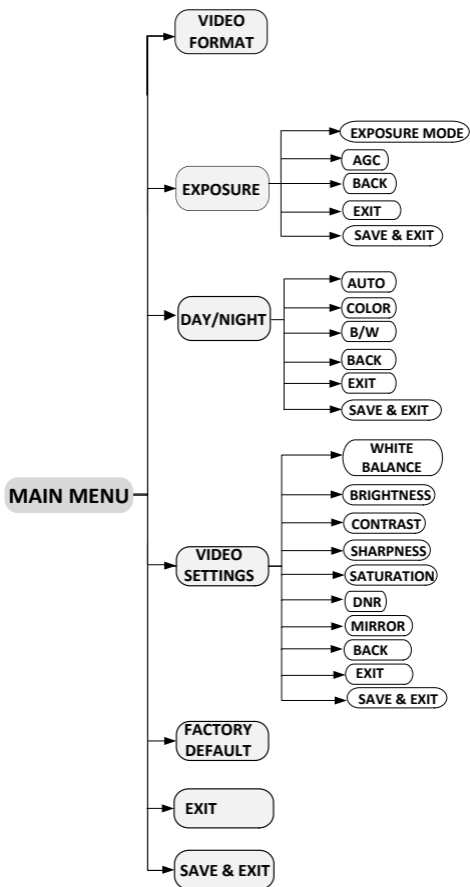 VIDEO
FORMAT
EXPOSURE
EXPOSURE MODE
AGC
BACK
EXIT
SAVE & EXIT
DAY/NIGHT
AUTO
COLOR
B/W
BACK
EXIT
SAVE & EXIT
MAIN MENU
VIDEO
SETTINGS
WHITE
BALANCE
BRIGHTNESS
CONTRAST
SHARPNESS
SATURATION
DNR
MIRROR
BACK
EXIT
SAVE & EXIT
FACTORY
DEFAULT
EXIT
SAVE & EXIT